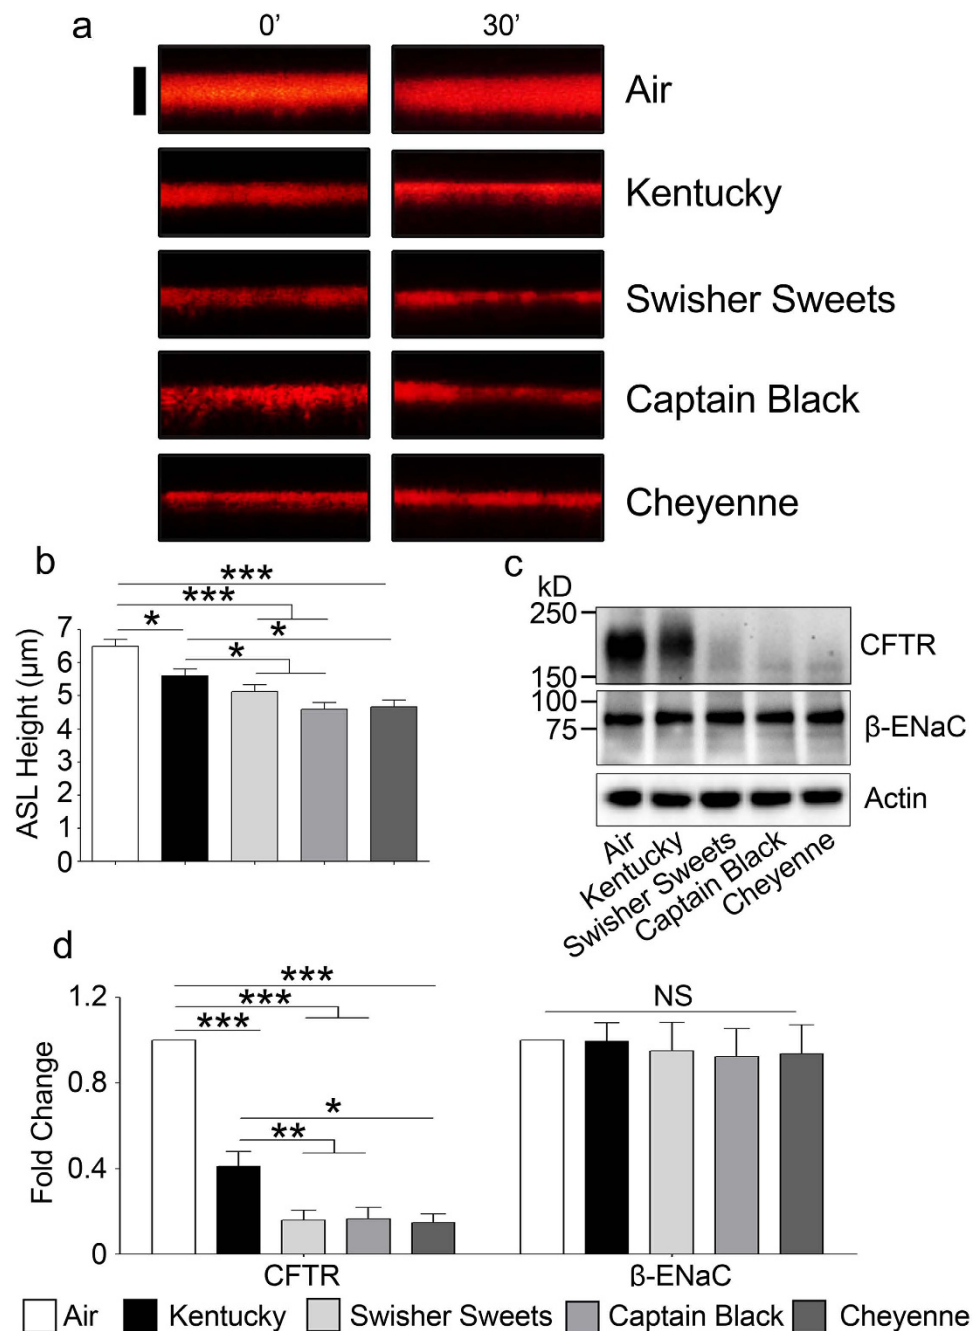 a
0’ 30’
Air
Kentucky
Swisher Sweets
Captain Black
Cheyenne
b
***
***
* *
*
ASL Height (µm)
7
6
5
4
3
2
1
0
c
kD
250
150
CFTR
100
75
β-ENaC
Actin
Air
Kentucky
Swisher Sweets
Captain Black
Cheyenne
d
***
***
***
*
**
NS
Fold Change
1.2
0.8
0.4
0
CFTR ß-ENaC
Air Kentucky Swisher Sweets Captain Black Cheyenne